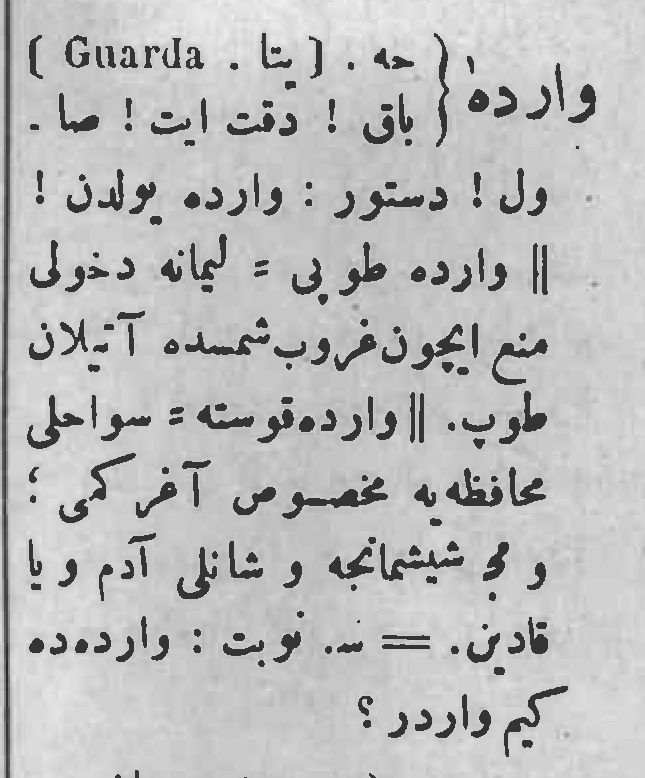 وارده { حه . [ يتا . Guarda ]
باق ! دقت ايت ! صا -
ول ! دستور : وارده يولدن !
|| وارده طوپى = ليمانه دخولى
منع ايچون غروب شمسده آتيلان
طوپ. || وارده قوسته = سواحلى
محافظه يه مخصوص آغر كمى ؛
و مج شيشمانجه و شانلى آدم و يا
قادين. = سـ. نوبت : وارده ده
كيم واردر ؟